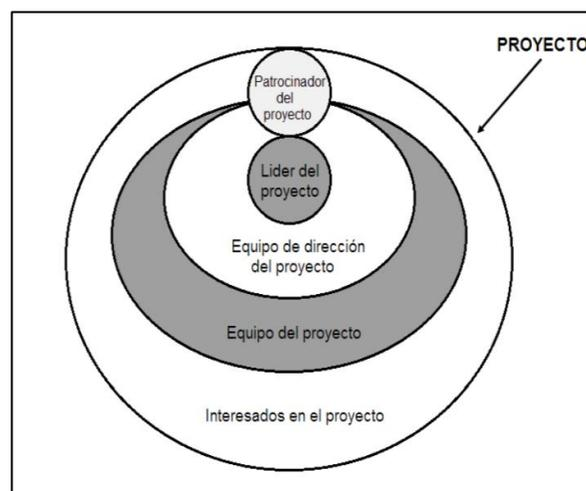 PROYECTO
Patrocinador
del
proyecto
Lider del
proyecto
Equipo de dirección
del proyecto
Equipo del proyecto
Interesados en el proyecto